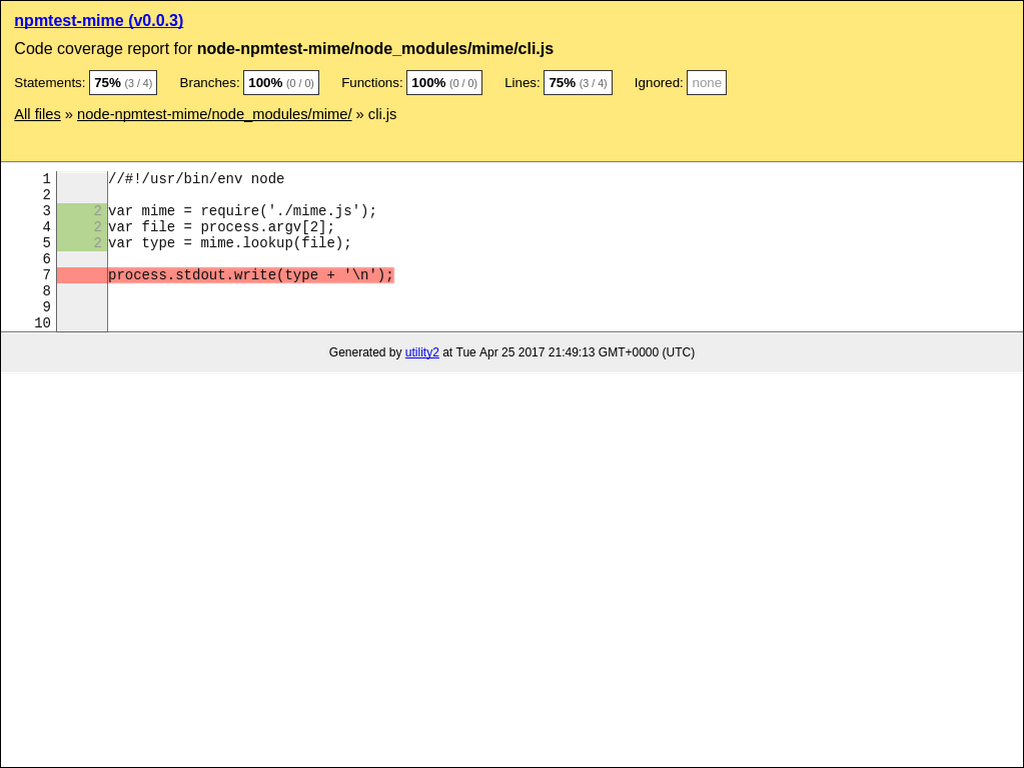 npmtest-mime (v0.0.3)
Code coverage report for node-npmtest-mime/node_modules/mime/cli.js
Statements: 75% (3 / 4) Branches: 100% (0 / 0) Functions: 100% (0 / 0) Lines: 75% (3 / 4) Ignored: none
All files » node-npmtest-mime/node_modules/mime/ » cli.js
1 //#!/usr/bin/env node
2
3 2 var mime = require('./mime.js');
4 2 var file = process.argv[2];
5 2 var type = mime.lookup(file);
6
7 process.stdout.write(type + '\n');
8
9
10
Generated by utility2 at Tue Apr 25 2017 21:49:13 GMT+0000 (UTC)